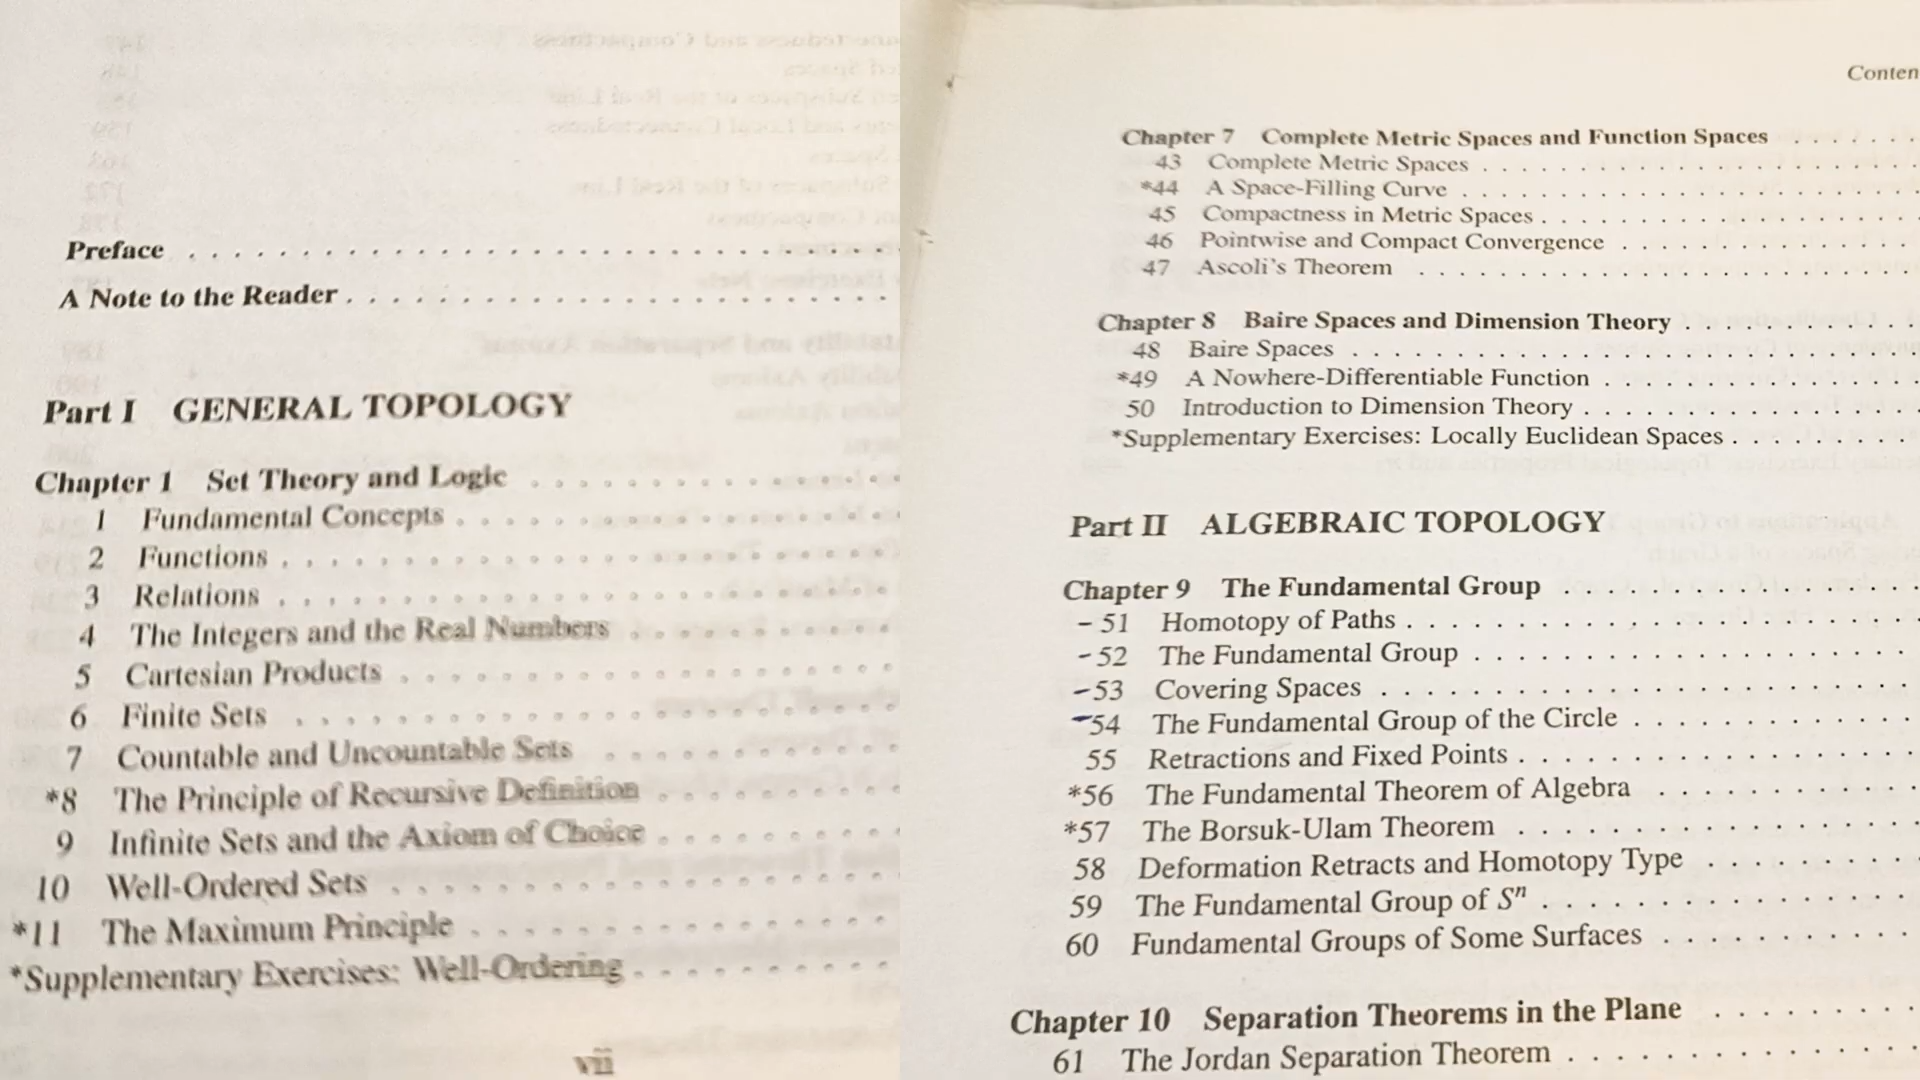 Preface . . . . . . . . . . . . . . . . . . . . . . . .
A Note to the Reader . . . . . . . . . . . . . . . . . . .
Part I GENERAL TOPOLOGY
Chapter 1 Set Theory and Logic . . . . . . . . . . . . .
1 Fundamental Concepts . . . . . . . . . . . . . . .
2 Functions . . . . . . . . . . . . . . . . . . . . .
3 Relations . . . . . . . . . . . . . . . . . . . . .
4 The Integers and the Real Numbers . . . . . . . . .
5 Cartesian Products . . . . . . . . . . . . . . . . .
6 Finite Sets . . . . . . . . . . . . . . . . . . . .
7 Countable and Uncountable Sets . . . . . . . . . .
*8 The Principle of Recursive Definition . . . . . . . .
9 Infinite Sets and the Axiom of Choice . . . . . . . .
10 Well-Ordered Sets . . . . . . . . . . . . . . . . .
*11 The Maximum Principle . . . . . . . . . . . . . .
*Supplementary Exercises: Well-Ordering . . . . . . . . .
vii
Conten
Chapter 7 Complete Metric Spaces and Function Spaces . . . . . .
43 Complete Metric Spaces . . . . . . . . . . . . . . . . .
*44 A Space-Filling Curve . . . . . . . . . . . . . . . . . .
45 Compactness in Metric Spaces . . . . . . . . . . . . . .
46 Pointwise and Compact Convergence . . . . . . . . . . .
47 Ascoli's Theorem . . . . . . . . . . . . . . . . . . .
Chapter 8 Baire Spaces and Dimension Theory . . . . . . . . .
48 Baire Spaces . . . . . . . . . . . . . . . . . . . . .
*49 A Nowhere-Differentiable Function . . . . . . . . . . . .
50 Introduction to Dimension Theory . . . . . . . . . . . .
*Supplementary Exercises: Locally Euclidean Spaces . . . . . . . .
Part II ALGEBRAIC TOPOLOGY
Chapter 9 The Fundamental Group . . . . . . . . . . . . .
- 51 Homotopy of Paths . . . . . . . . . . . . . . . . . .
- 52 The Fundamental Group . . . . . . . . . . . . . . . .
- 53 Covering Spaces . . . . . . . . . . . . . . . . . . .
- 54 The Fundamental Group of the Circle . . . . . . . . . .
55 Retractions and Fixed Points . . . . . . . . . . . . . .
*56 The Fundamental Theorem of Algebra . . . . . . . . . .
*57 The Borsuk-Ulam Theorem . . . . . . . . . . . . . . .
58 Deformation Retracts and Homotopy Type . . . . . . . .
59 The Fundamental Group of Sⁿ . . . . . . . . . . . . . .
60 Fundamental Groups of Some Surfaces . . . . . . . . . .
Chapter 10 Separation Theorems in the Plane . . . . . . . . .
61 The Jordan Separation Theorem . . . . . . . . . . . . .